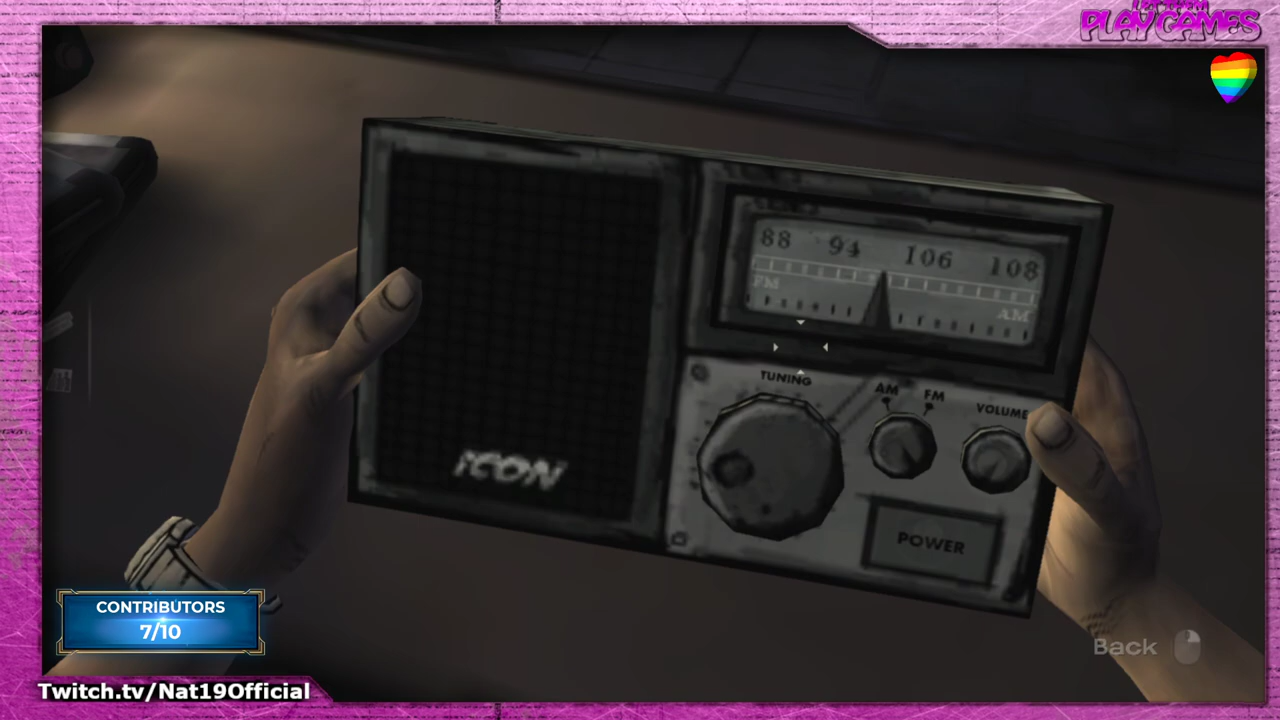 PLAY GAMES
88 94 106 108
FM
AM
TUNING
AM FM
VOLUME
ICON
POWER
CONTRIBUTORS
7/10
Back
Twitch.tv/Nat19Official